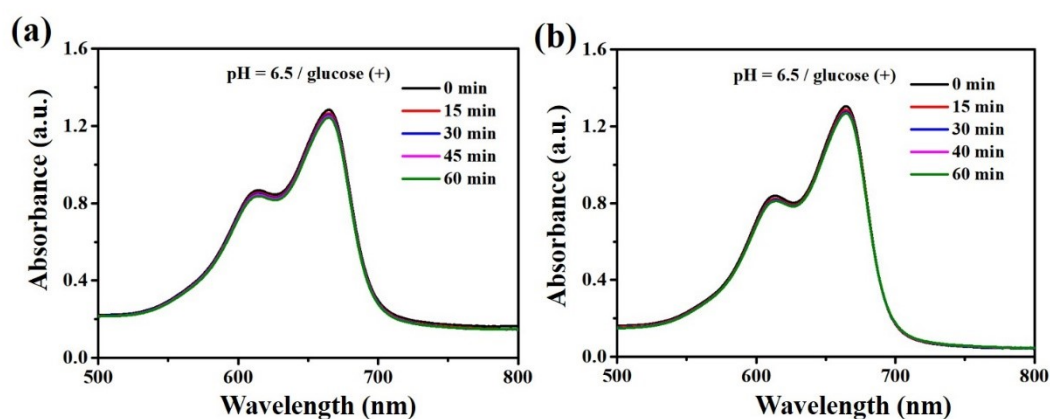 (a)
1.6
1.2
0.8
0.4
0.0
Absorbance (a.u.)
pH = 6.5 / glucose (+)
0 min
15 min
30 min
45 min
60 min
500
600
700
800
Wavelength (nm)
(b)
1.6
1.2
0.8
0.4
0.0
Absorbance (a.u.)
pH = 6.5 / glucose (+)
0 min
15 min
30 min
40 min
60 min
500
600
700
800
Wavelength (nm)